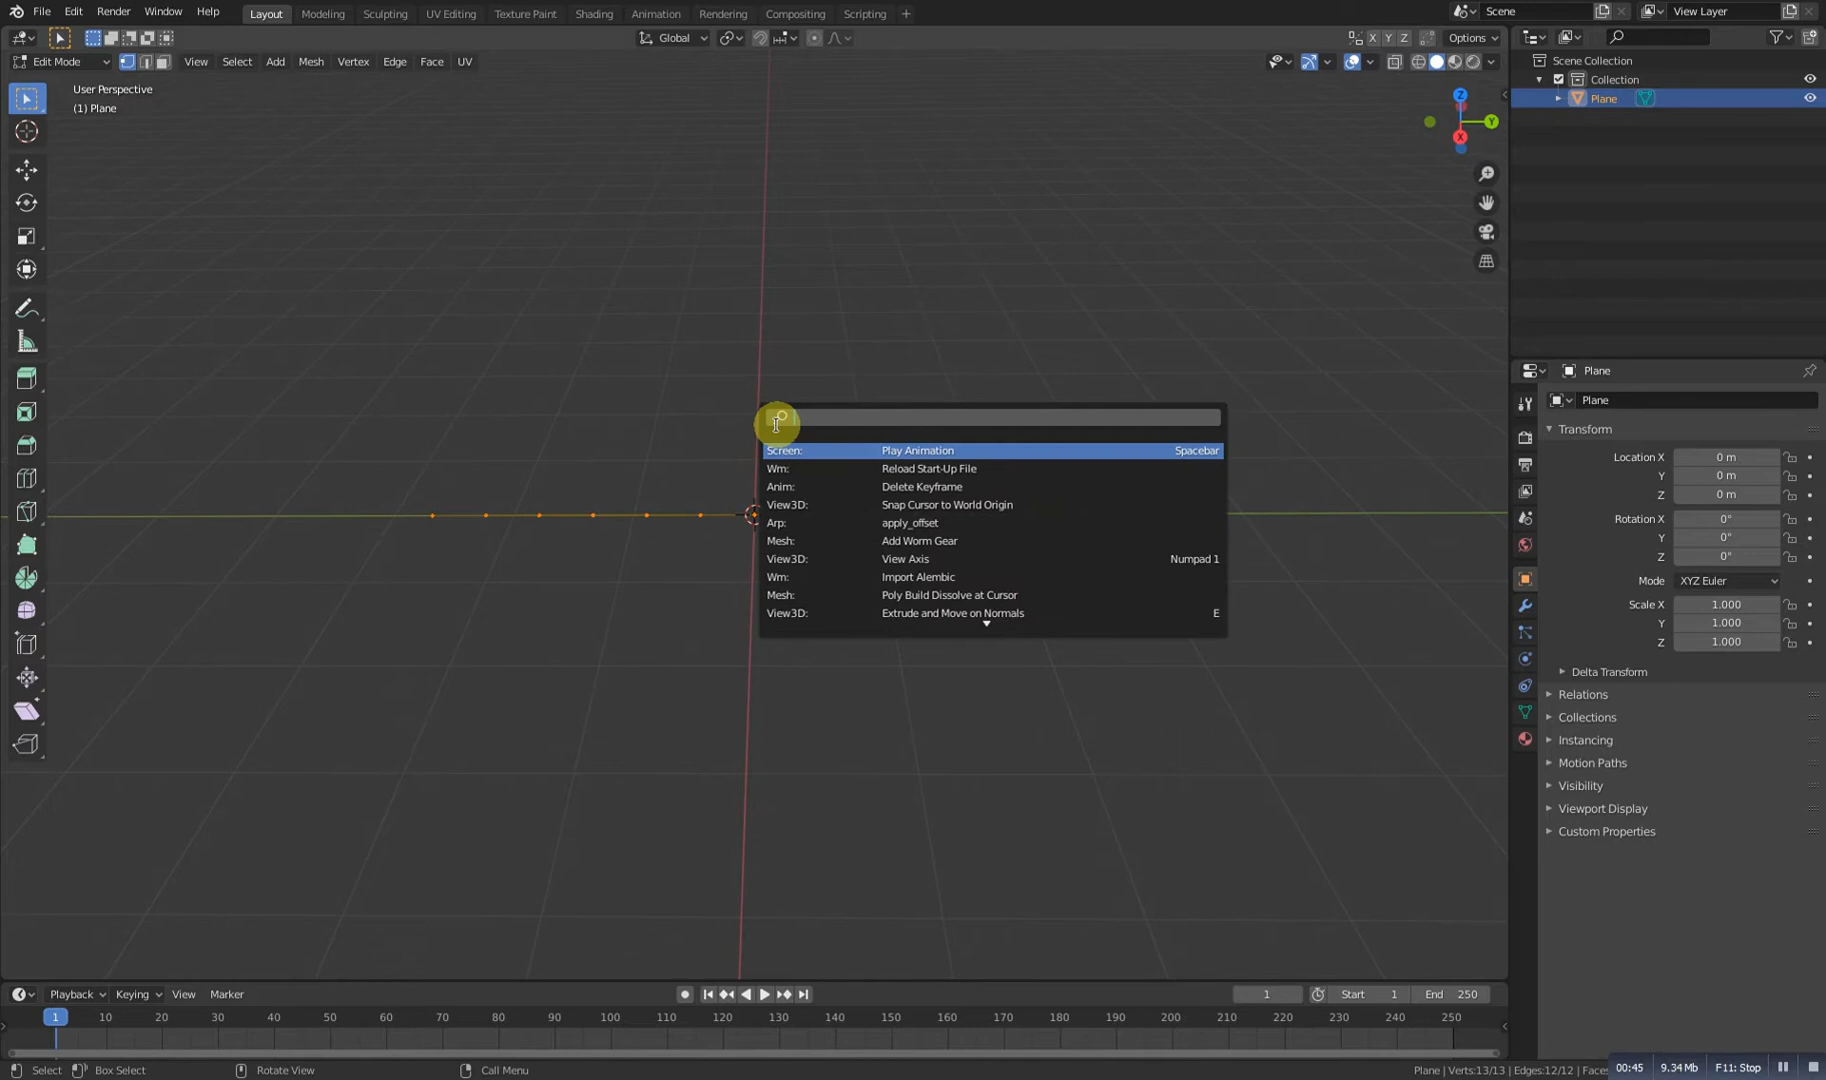 File Edit Render Window Help Layout Modeling Sculpting UV Editing Texture Paint Shading Animation Rendering Compositing Scripting + Scene View Layer
Global Options
Edit Mode View Select Add Mesh Vertex Edge Face UV
User Perspective
(1) Plane
Z
Y
X
X Y Z
Scene Collection
Collection
Plane
Screen: Play Animation Spacebar
Wm: Reload Start-Up File
Anim: Delete Keyframe
View3D: Snap Cursor to World Origin
Arp: apply_offset
Mesh: Add Worm Gear
View3D: View Axis Numpad 1
Wm: Import Alembic
Mesh: Poly Build Dissolve at Cursor
View3D: Extrude and Move on Normals E
Plane
Plane
Transform
Location X 0 m
Y 0 m
Z 0 m
Rotation X 0°
Y 0°
Z 0°
Mode XYZ Euler
Scale X 1.000
Y 1.000
Z 1.000
Delta Transform
Relations
Collections
Instancing
Motion Paths
Visibility
Viewport Display
Custom Properties
Playback Keying View Marker 1 Start 1 End 250
1 10 20 30 40 50 60 70 80 90 100 110 120 130 140 150 160 170 180 190 200 210 220 230 240 250
Select Box Select Rotate View Call Menu Plane | Verts:13/13 | Edges:12/12 | Faces
00:45 9.34 Mb F11: Stop